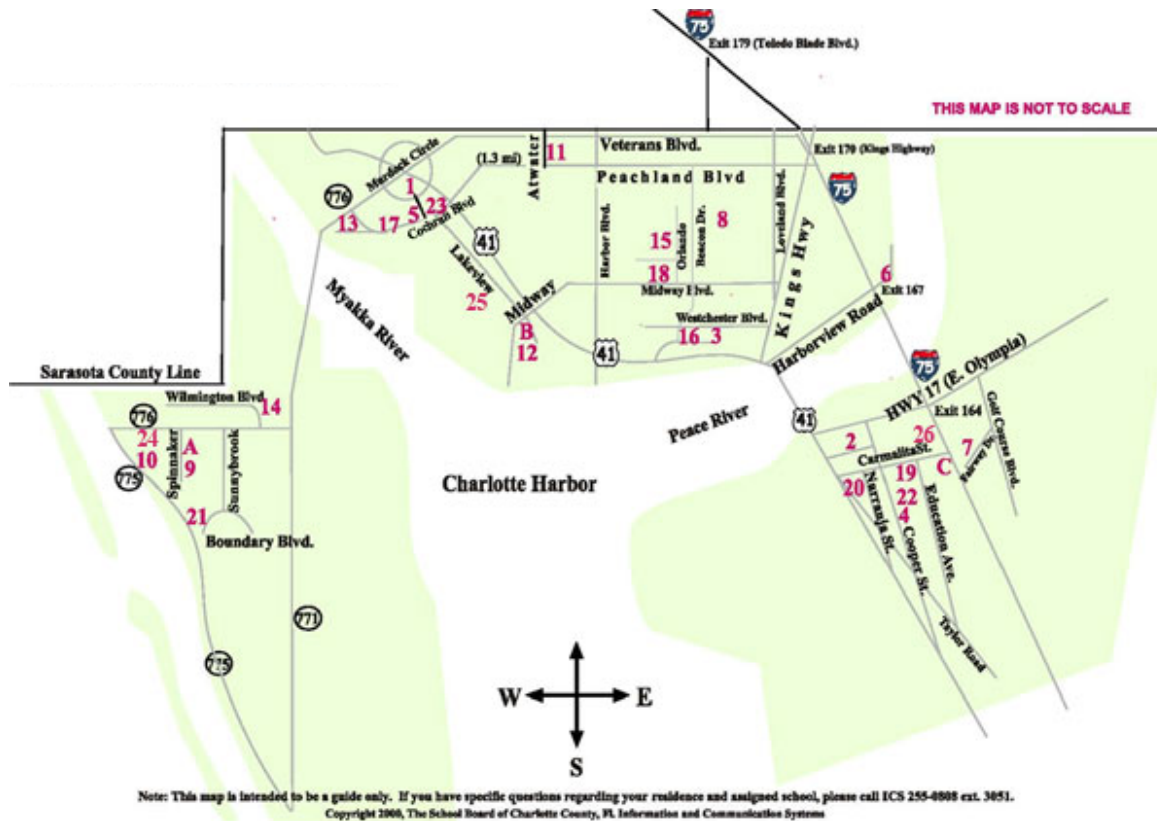 75
Exit 179 (Toledo Blade Blvd.)
THIS MAP IS NOT TO SCALE
Atwater
11
Veterans Blvd.
Exit 170 (Kings Highway)
Murdock Circle
(1.3 mi)
Peachland Blvd
75
776
1
13
17
5
23
Cochran Blvd
41
Lakeview
25
Harbor Blvd.
15
Orlando
Beacon Dr.
8
Loveland Blvd.
Kings Hwy
18
Midway Blvd.
6
Exit 167
Myakka River
Midway
B
12
Westchester Blvd.
16
3
41
Harborview Road
75
Sarasota County Line
HWY 17 (E. Olympia)
Wilmington Blvd.
14
776
24
10
775
Spinnaker
A
9
Sunnybrook
21
Boundary Blvd.
Peace River
41
Exit 164
Golf Course Blvd.
2
26
7
Fairway Dr.
Carmalita St.
C
20
Narranja St.
19
22
4
Cooper St.
Education Ave.
Charlotte Harbor
771
775
Taylor Road
W
E
S
Note: This map is intended to be a guide only. If you have specific questions regarding your residence and assigned school, please call ICS 255-0808 ext. 3051.
Copyright 2000, The School Board of Charlotte County, FL Information and Communication Systems